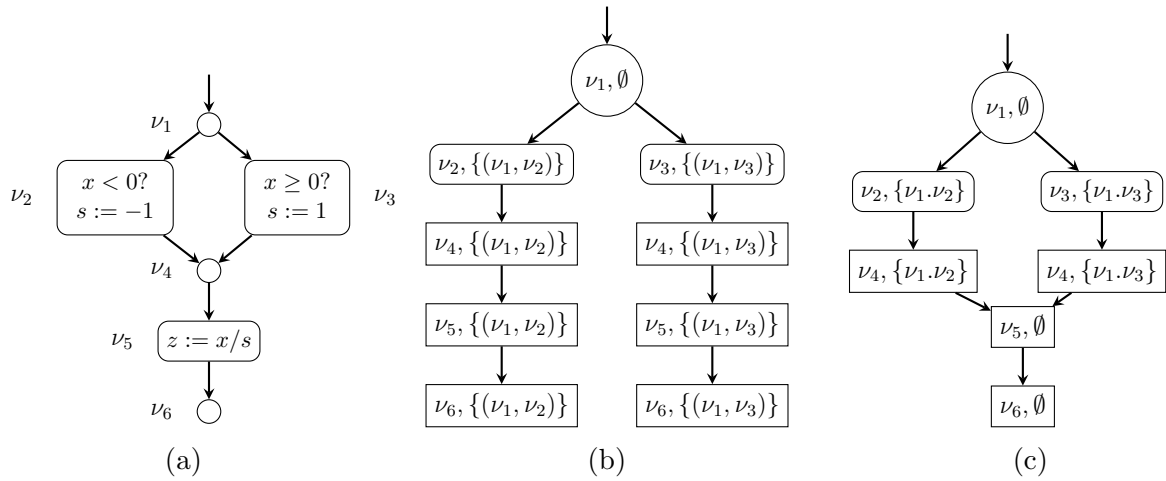 ν₁
ν₂
x < 0?
s := −1
x ≥ 0?
s := 1
ν₃
ν₄
ν₅
z := x/s
ν₆
(a)
ν₁, ∅
ν₂, {(ν₁, ν₂)}
ν₃, {(ν₁, ν₃)}
ν₄, {(ν₁, ν₂)}
ν₄, {(ν₁, ν₃)}
ν₅, {(ν₁, ν₂)}
ν₅, {(ν₁, ν₃)}
ν₆, {(ν₁, ν₂)}
ν₆, {(ν₁, ν₃)}
(b)
ν₁, ∅
ν₂, {ν₁.ν₂}
ν₃, {ν₁.ν₃}
ν₄, {ν₁.ν₂}
ν₄, {ν₁.ν₃}
ν₅, ∅
ν₆, ∅
(c)